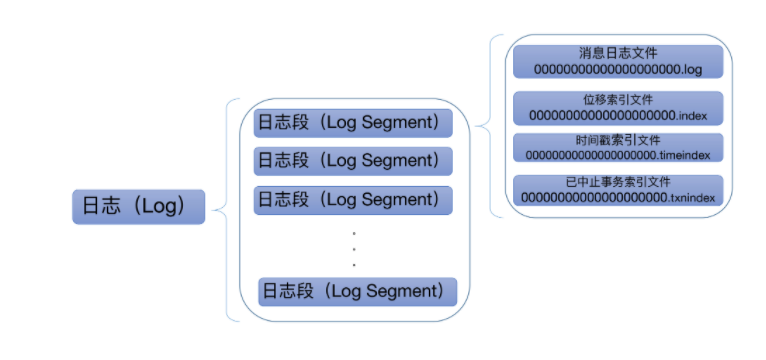 日志（Log）
日志段（Log Segment）
日志段（Log Segment）
日志段（Log Segment）
日志段（Log Segment）
消息日志文件
00000000000000000000.log
位移索引文件
00000000000000000000.index
时间戳索引文件
00000000000000000000.timeindex
已中止事务索引文件
00000000000000000000.txnindex